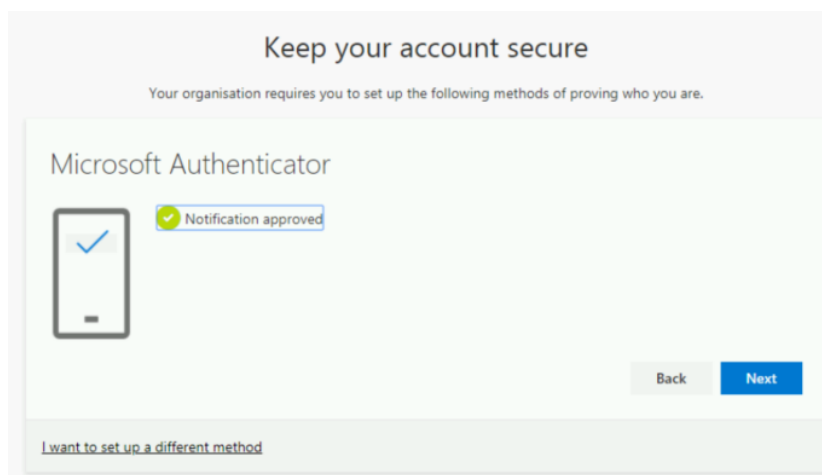 Keep your account secure
Your organisation requires you to set up the following methods of proving who you are.
Microsoft Authenticator
Notification approved
Back Next
I want to set up a different method